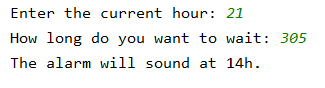 Enter the current hour: 21
How long do you want to wait: 305
The alarm will sound at 14h.